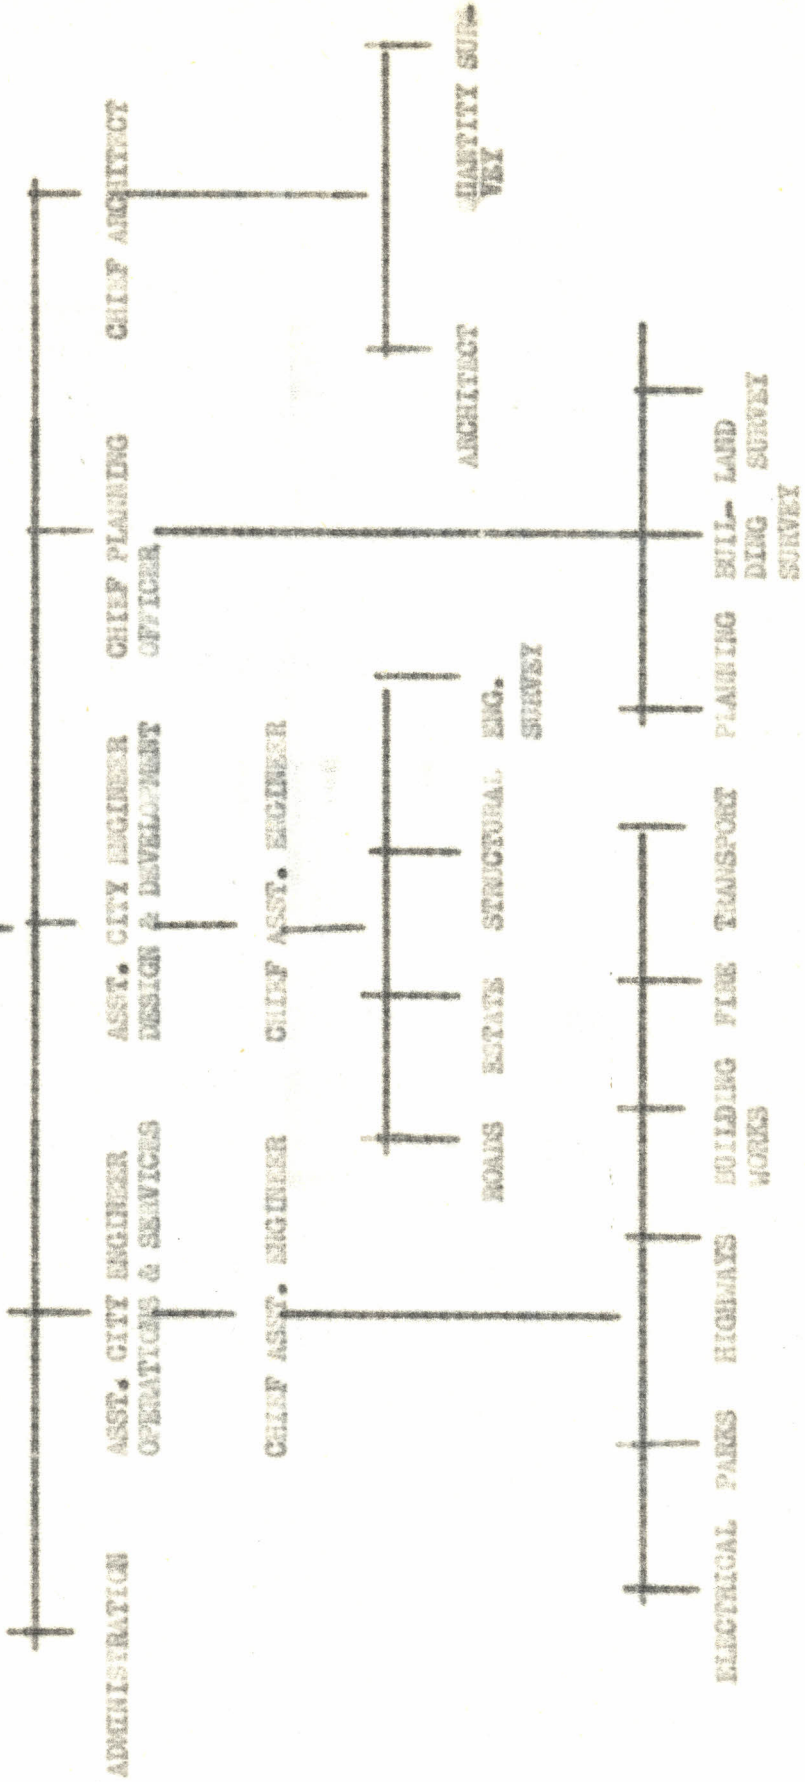 ADMINISTRATION
ASST. CITY ENGINEER
OPERATIONS & SERVICES
ASST. CITY ENGINEER
DESIGN & DEVELOPMENT
CHIEF PLANNING
OFFICER
CHIEF ARCHITECT
CHIEF ASST. ENGINEER
CHIEF ASST. ENGINEER
ARCHITECT
QUANTITY SUR-
VEY
ROADS
ESTATE
STRUCTURAL
ENG.
SURVEY
ELECTRICAL
PARKS
HIGHWAYS
BUILDING
WORKS
FIRE
TRANSPORT
PLANNING
BUIL-
DING
SURVEY
LAND
SURVEY